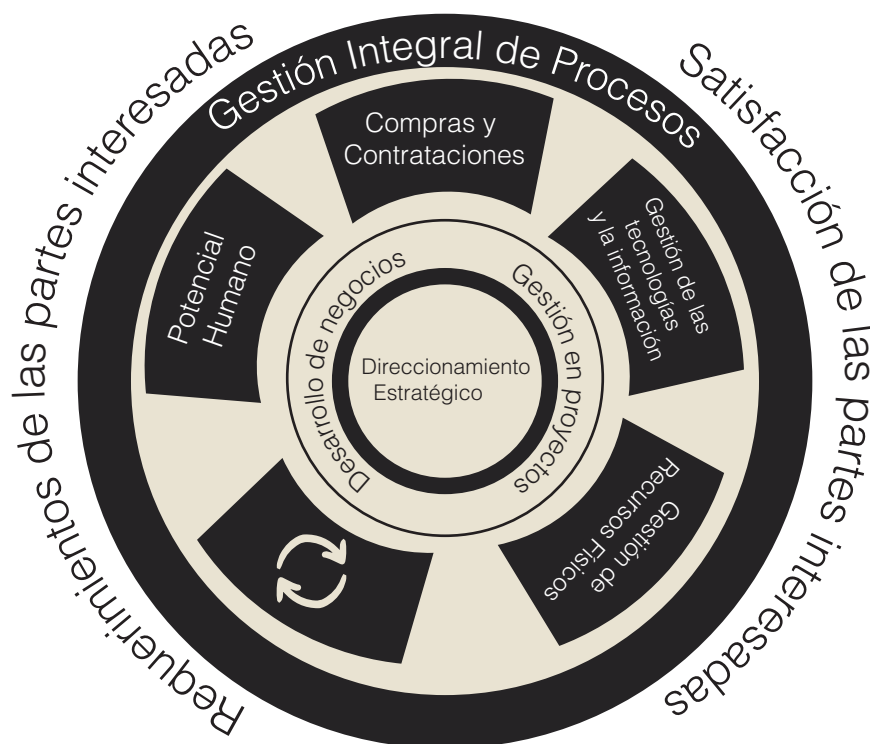 Requerimientos de las partes interesadas
Gestión Integral de Procesos
Satisfacción de las partes interesadas
Compras y
Contrataciones
Potencial
Humano
Gestión de las
tecnologías
y la información
Desarrollo de negocios
Gestión en proyectos
Direccionamiento
Estratégico
Gestión de
Recursos Físicos